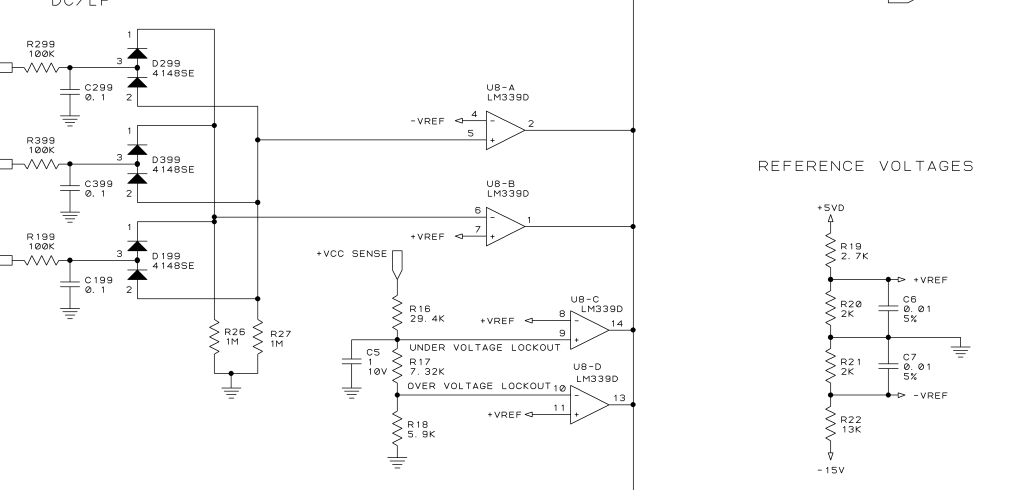 DC/LF
R299
100K
1
3
2
D299
4148SE
C299
0.1
R399
100K
1
3
2
D399
4148SE
C399
0.1
R199
100K
1
3
2
D199
4148SE
C199
0.1
R26
1M
R27
1M
U8-A
LM339D
-VREF
4
5
2
U8-B
LM339D
6
+VREF
7
1
+VCC SENSE
R16
29.4K
U8-C
LM339D
+VREF
8
9
14
UNDER VOLTAGE LOCKOUT
C5
1
10V
R17
7.32K
U8-D
LM339D
OVER VOLTAGE LOCKOUT
10
+VREF
11
13
R18
5.9K
REFERENCE VOLTAGES
+5VD
R19
2.7K
+VREF
R20
2K
C6
0.01
5%
R21
2K
C7
0.01
5%
-VREF
R22
13K
-15V